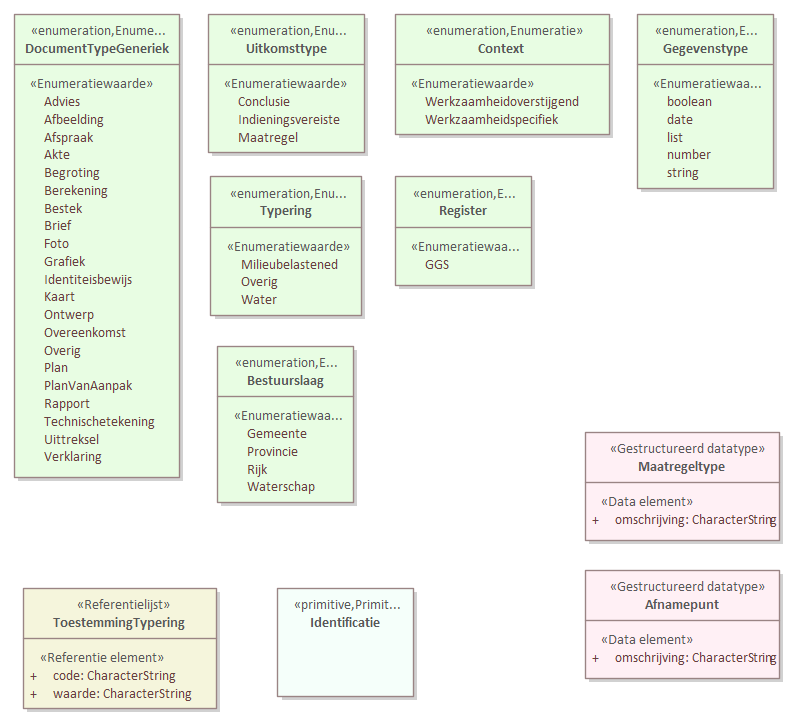 «enumeration,Enume...
DocumentTypeGeneriek
«Enumeratiewaarde»
Advies
Afbeelding
Afspraak
Akte
Begroting
Berekening
Bestek
Brief
Foto
Grafiek
Identiteisbewijs
Kaart
Ontwerp
Overeenkomst
Overig
Plan
PlanVanAanpak
Rapport
Technischetekening
Uittreksel
Verklaring
«enumeration,Enu...
Uitkomsttype
«Enumeratiewaarde»
Conclusie
Indieningsvereiste
Maatregel
«enumeration,Enumeratie»
Context
«Enumeratiewaarde»
Werkzaamheidoverstijgend
Werkzaamheidspecifiek
«enumeration,E...
Gegevenstype
«Enumeratiewaa...
boolean
date
list
number
string
«enumeration,Enu...
Typering
«Enumeratiewaarde»
Milieubelastened
Overig
Water
«enumeration,E...
Register
«Enumeratiewaa...
GGS
«enumeration,E...
Bestuurslaag
«Enumeratiewaa...
Gemeente
Provincie
Rijk
Waterschap
«Gestructureerd datatype»
Maatregeltype
«Data element»
+ omschrijving: CharacterString
«Referentielijst»
ToestemmingTypering
«Referentie element»
+ code: CharacterString
+ waarde: CharacterString
«primitive,Primit...
Identificatie
«Gestructureerd datatype»
Afnamepunt
«Data element»
+ omschrijving: CharacterString